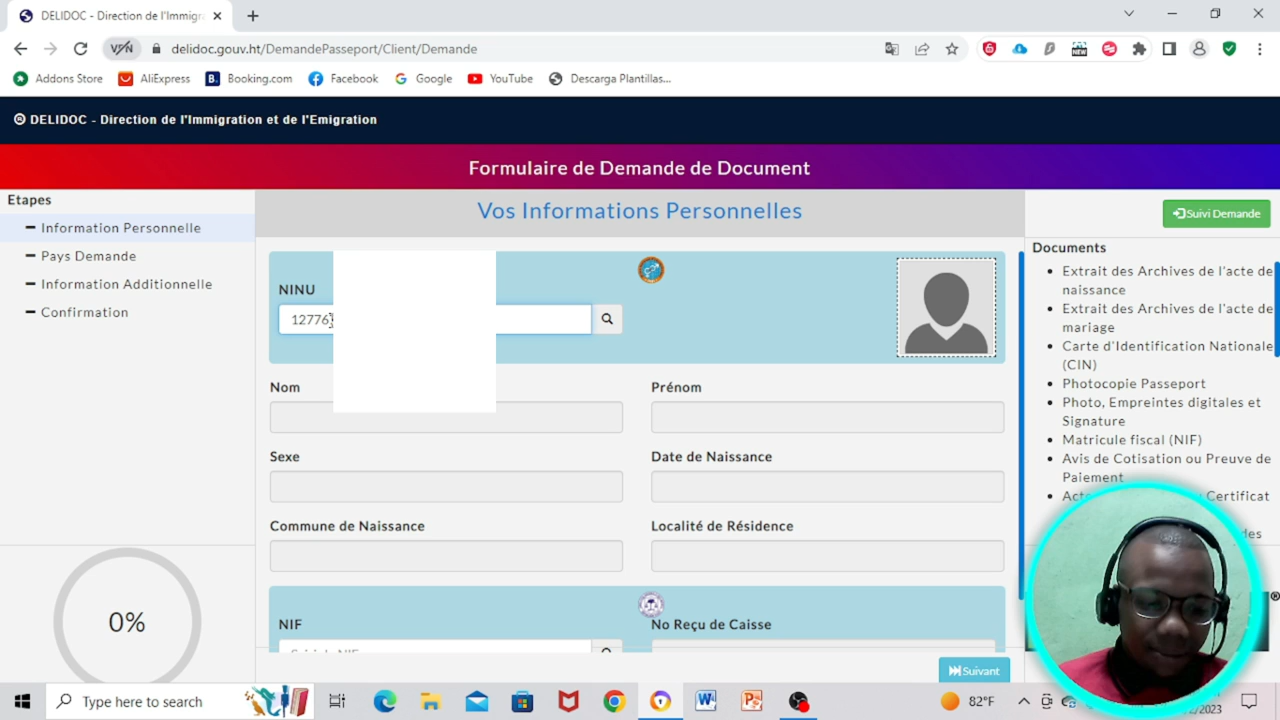 DELIDOC - Direction de l'Immigra
VPN
delidoc.gouv.ht/DemandePasseport/Client/Demande
NEW
Addons Store
AliExpress
B.
Booking.com
Facebook
Google
YouTube
Descarga Plantillas...
DELIDOC - Direction de l'Immigration et de l'Emigration
Formulaire de Demande de Document
Etapes
Information Personnelle
Pays Demande
Information Additionnelle
Confirmation
0%
Vos Informations Personnelles
NINU
12776
Nom
Prénom
Sexe
Date de Naissance
Commune de Naissance
Localité de Résidence
NIF
No Reçu de Caisse
Suivant
Suivi Demande
Documents
Extrait des Archives de l'acte de
naissance
Extrait des Archives de l'acte de
mariage
Carte d'Identification Nationale
(CIN)
Photocopie Passeport
Photo, Empreintes digitales et
Signature
Matricule fiscal (NIF)
Avis de Cotisation ou Preuve de
Paiement
Certificat
Type here to search
82°F